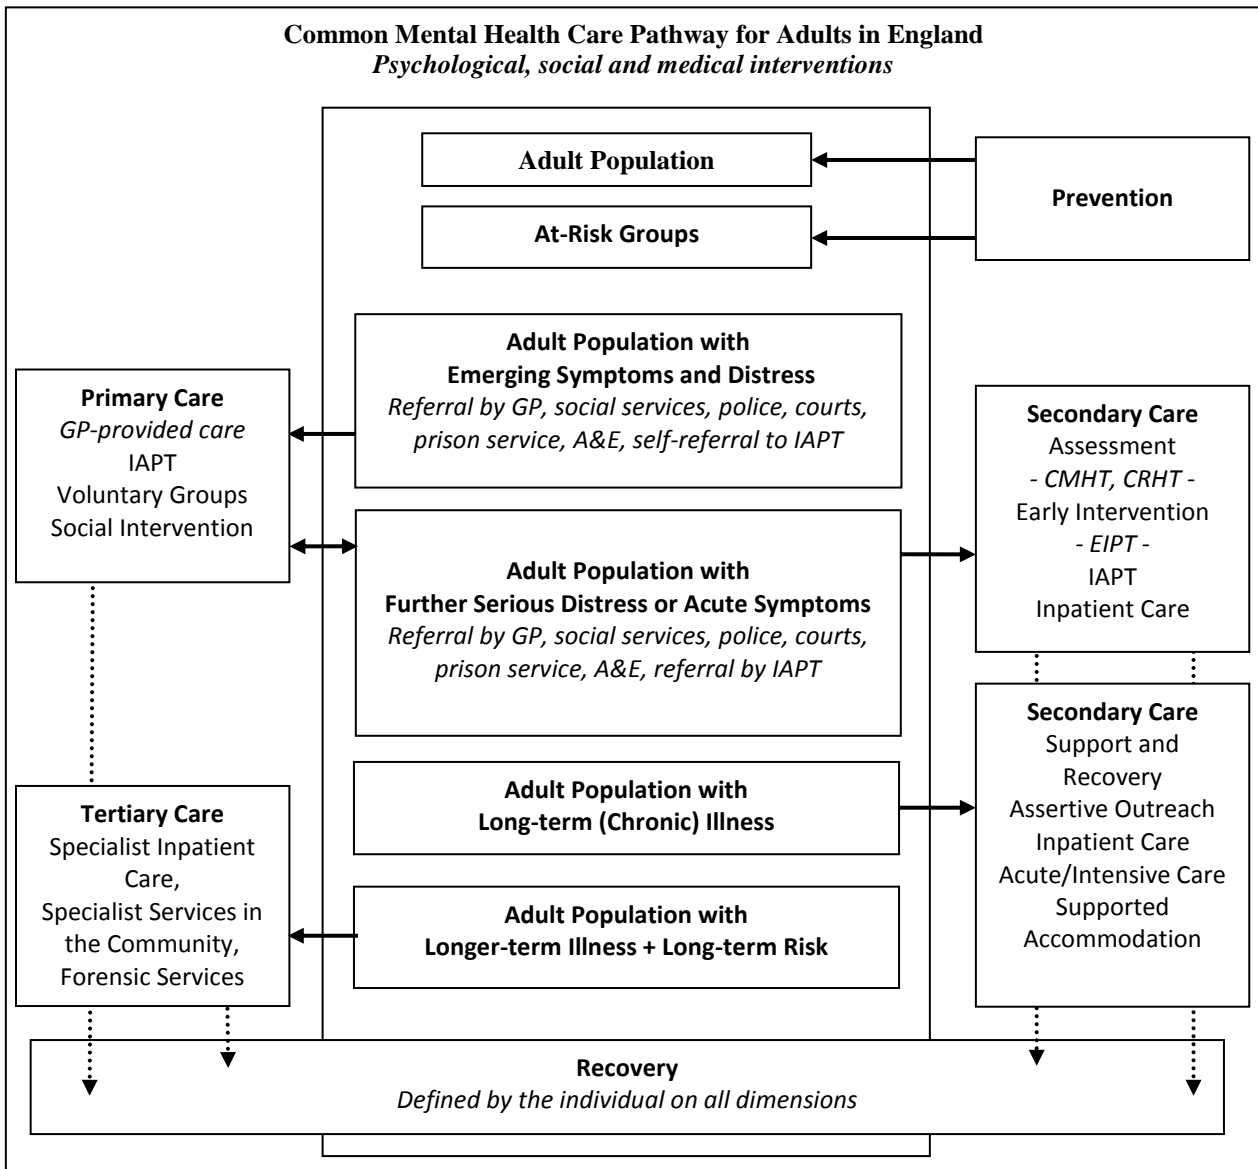 Common Mental Health Care Pathway for Adults in England
Psychological, social and medical interventions
Adult Population
Prevention
At-Risk Groups
Adult Population with
Emerging Symptoms and Distress
Referral by GP, social services, police, courts,
prison service, A&E, self-referral to IAPT
Primary Care
GP-provided care
IAPT
Voluntary Groups
Social Intervention
Secondary Care
Assessment
- CMHT, CRHT -
Early Intervention
- EIPT -
IAPT
Inpatient Care
Adult Population with
Further Serious Distress or Acute Symptoms
Referral by GP, social services, police, courts,
prison service, A&E, referral by IAPT
Secondary Care
Support and
Recovery
Assertive Outreach
Inpatient Care
Acute/Intensive Care
Supported
Accommodation
Adult Population with
Long-term (Chronic) Illness
Tertiary Care
Specialist Inpatient
Care,
Specialist Services in
the Community,
Forensic Services
Adult Population with
Longer-term Illness + Long-term Risk
Recovery
Defined by the individual on all dimensions